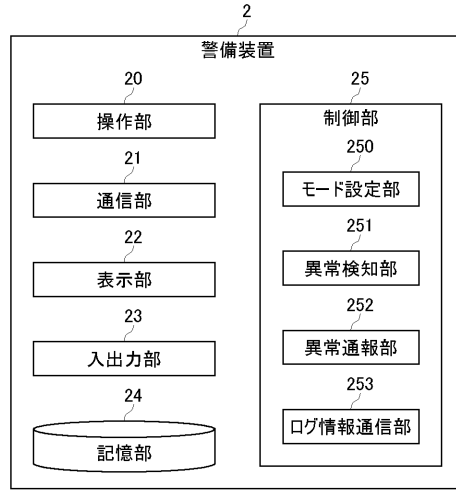 2
警備装置
20
操作部
21
通信部
22
表示部
23
入出力部
24
記憶部
25
制御部
250
モード設定部
251
異常検知部
252
異常通報部
253
ログ情報通信部